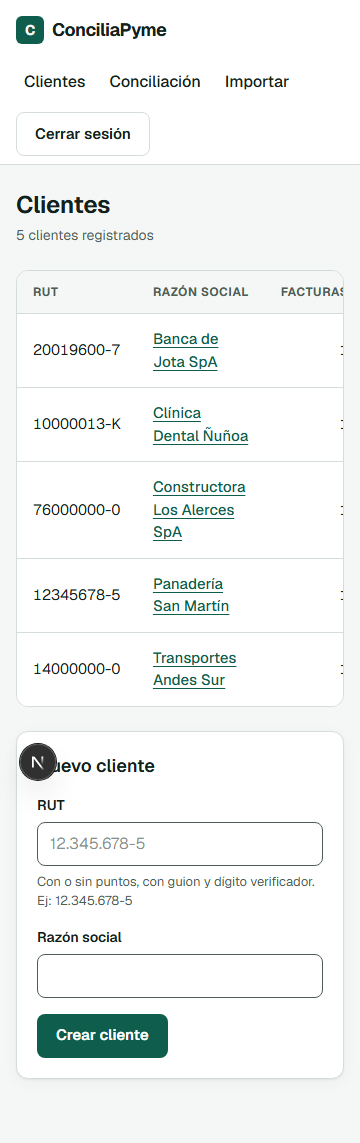 C ConciliaPyme
Clientes Conciliación Importar
Cerrar sesión
Clientes
5 clientes registrados
RUT RAZÓN SOCIAL FACTURAS
20019600-7 Banca de
Jota SpA
10000013-K Clínica
Dental Ñuñoa
76000000-0 Constructora
Los Alerces
SpA
12345678-5 Panadería
San Martín
14000000-0 Transportes
Andes Sur
N
cliente
RUT
12.345.678-5
Con o sin puntos, con guion y dígito verificador.
Ej: 12.345.678-5
Razón social
Crear cliente